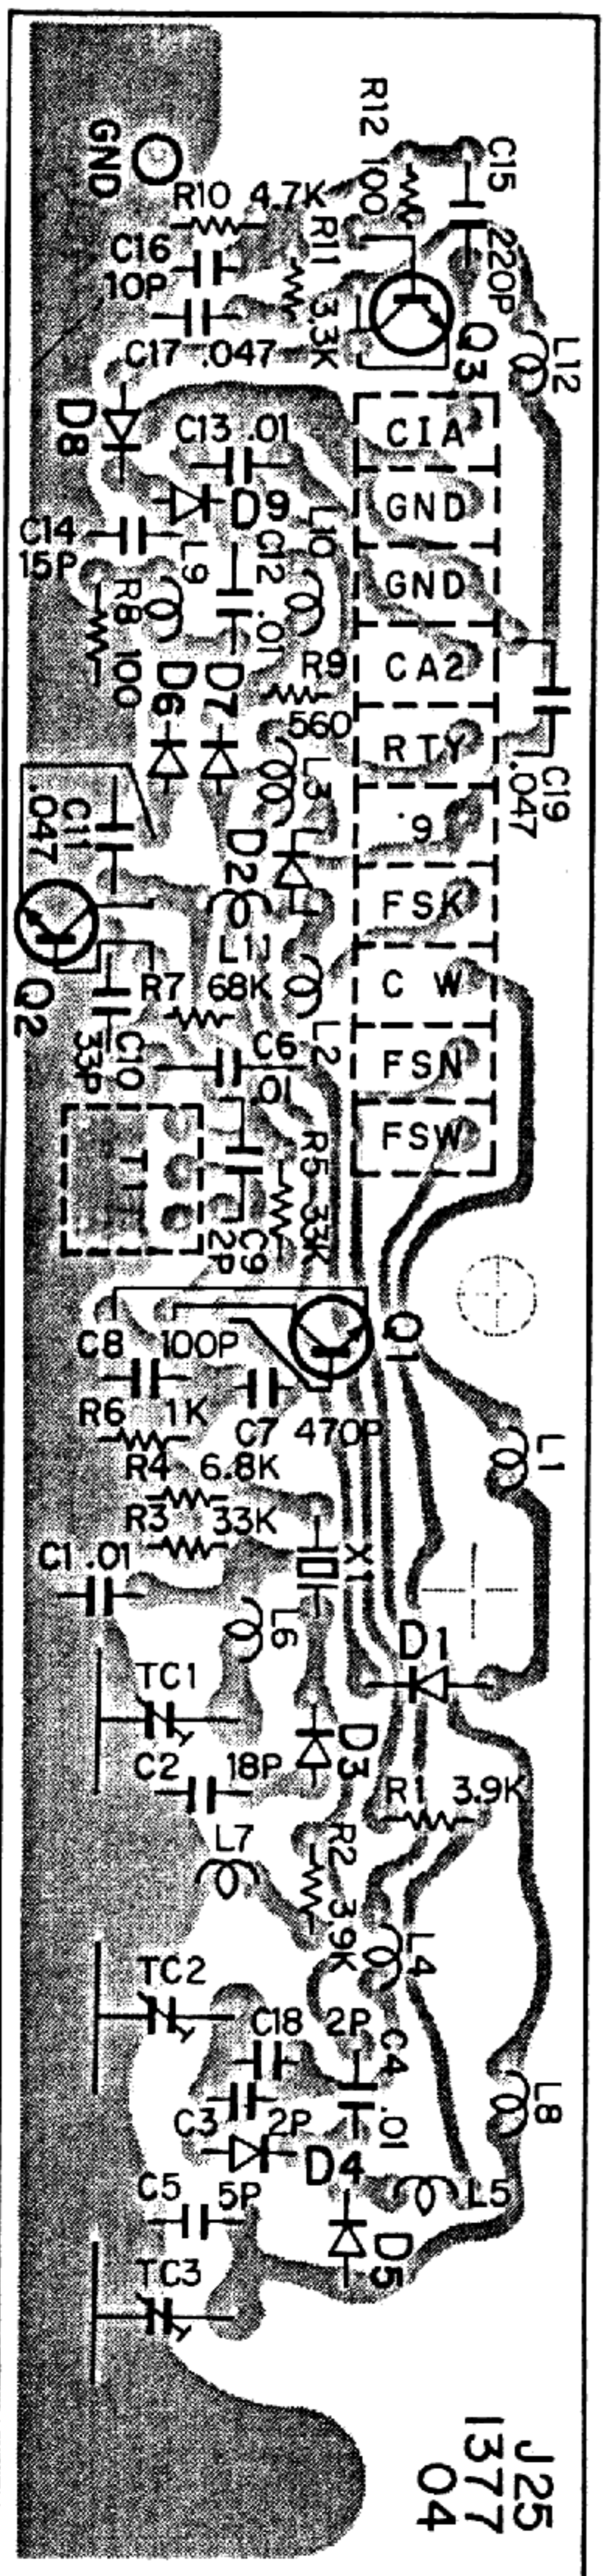 R12 100
C15
220P
GND
R10 4.7K
R11
3.3K
C16
10P
C17 .047
Q3
L12
D8
C13 .01
D9
C14
15P
L9
C12
.01
L10
R8
100
D6
D7
R9
560
L3
C11
.047
D2
L2
Q2
R7 68K
C10
33P
C6
.01
CIA
GND
GND
CA2
RTY
9
FSK
C W
FSN
FSW
C19
.047
T1
C9
2P
R5 33K
C8 100P
Q1
R6 1K
C7 470P
L1
R4 6.8K
R3 33K
C1 .01
X1
L6
D1
TC1
D3
C2 18P
R1 3.9K
L7
R2
3.9K
L4
TC2
C18 2P
C4
.01
C3 2P
L8
D4
C5 5P
L5
D5
TC3
J25
1377
04